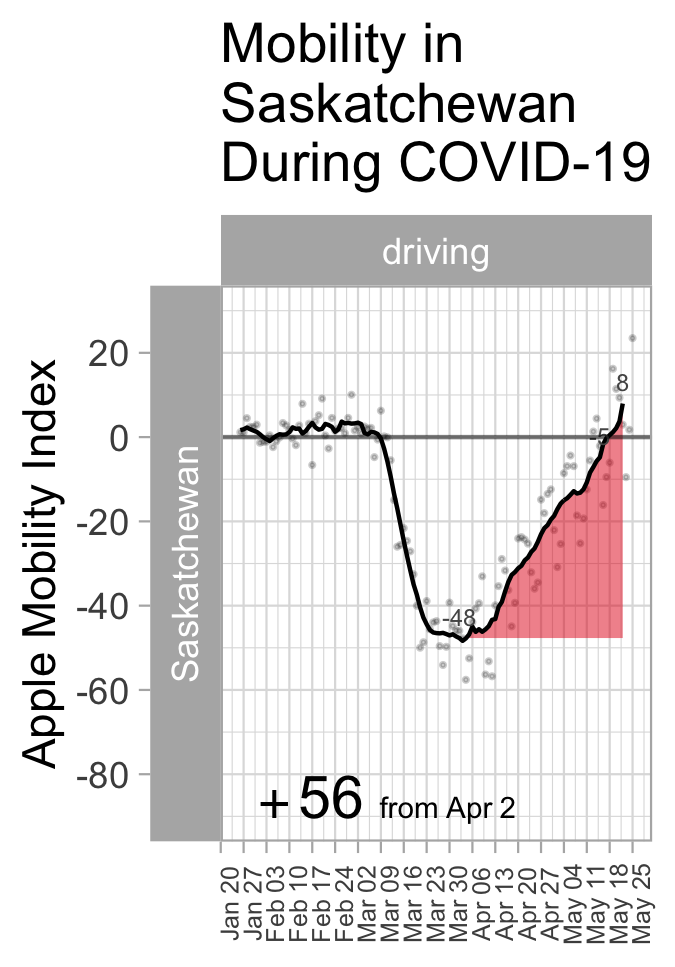 Mobility in
Saskatchewan
During COVID-19
driving
Saskatchewan
Apple Mobility Index
20
0
-20
-40
-60
-80
8
-5
-48
+56 from Apr 2
Jan 20
Jan 27
Feb 03
Feb 10
Feb 17
Feb 24
Mar 02
Mar 09
Mar 16
Mar 23
Mar 30
Apr 06
Apr 13
Apr 20
Apr 27
May 04
May 11
May 18
May 25